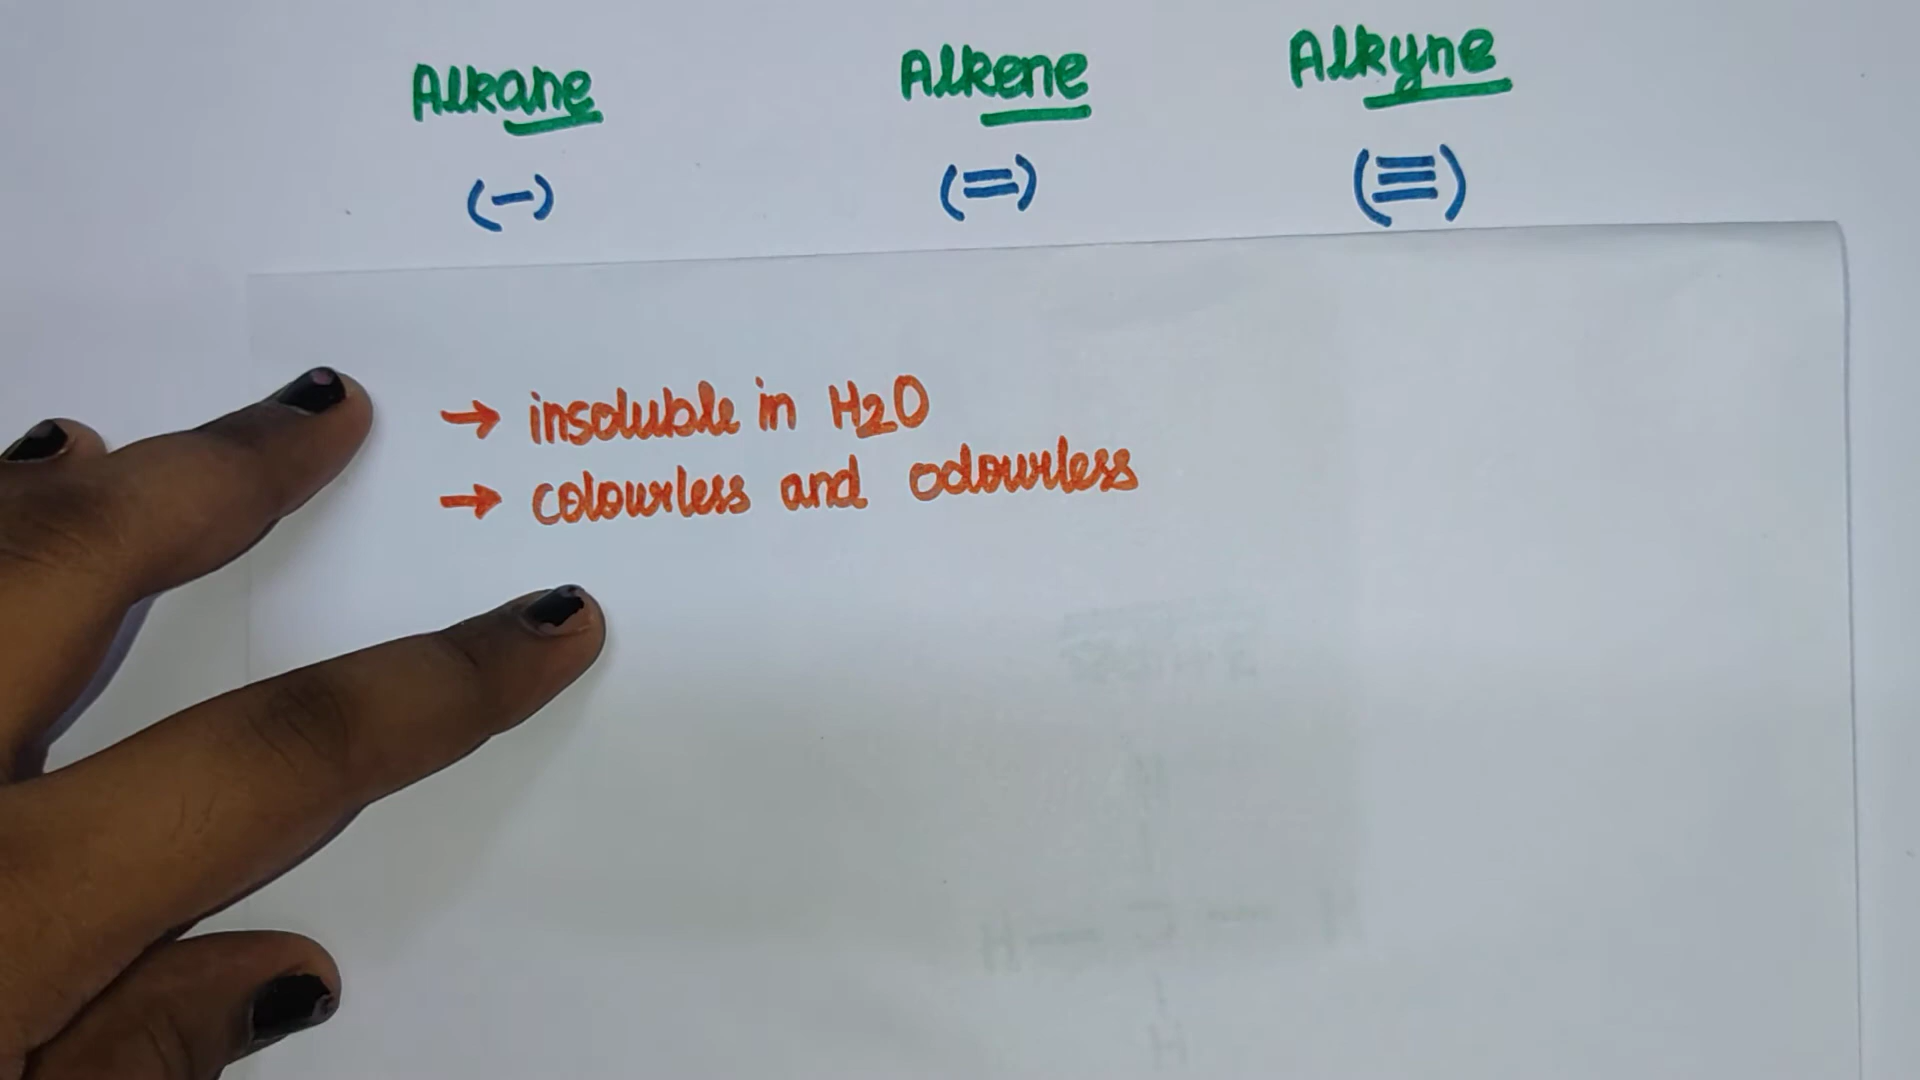 Alkane Alkene Alkyne
(-) (=) (≡)
→ insoluble in H2O
→ colourless and odourless